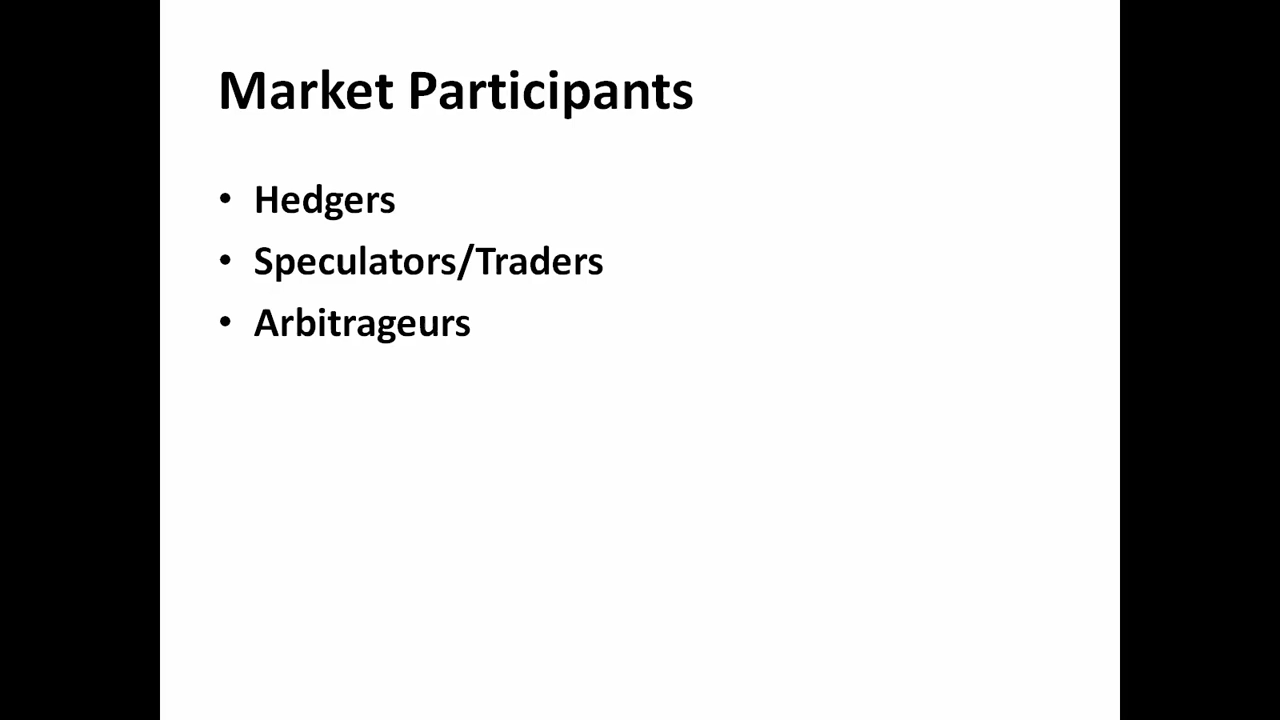 Market Participants
• Hedgers
• Speculators/Traders
• Arbitrageurs